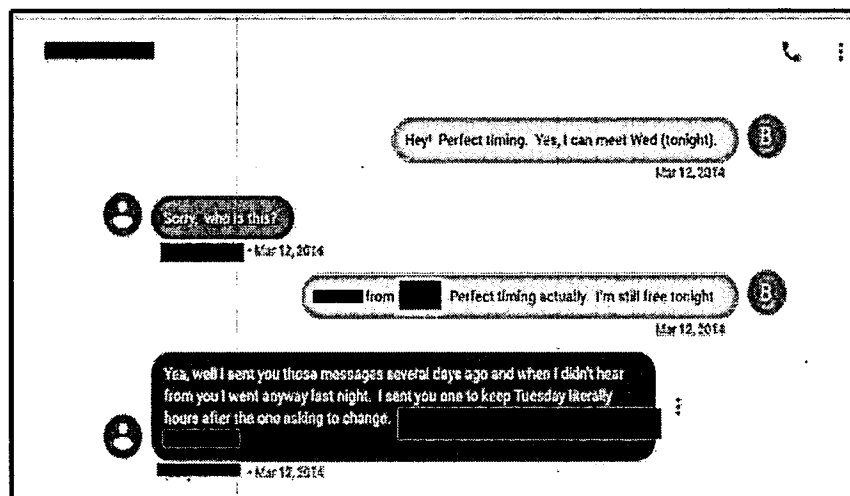 Hey! Perfect timing. Yes, I can meet Wed (tonight).
B
Mar 12, 2014
Sorry, who is this?
- Mar 12, 2014
from Perfect timing actually. I'm still free tonight
B
Mar 12, 2014
Yea, well I sent you those messages several days ago and when I didn't hear
from you I went anyway last night. I sent you one to keep Tuesday literally
hours after the one asking to change.
- Mar 12, 2014